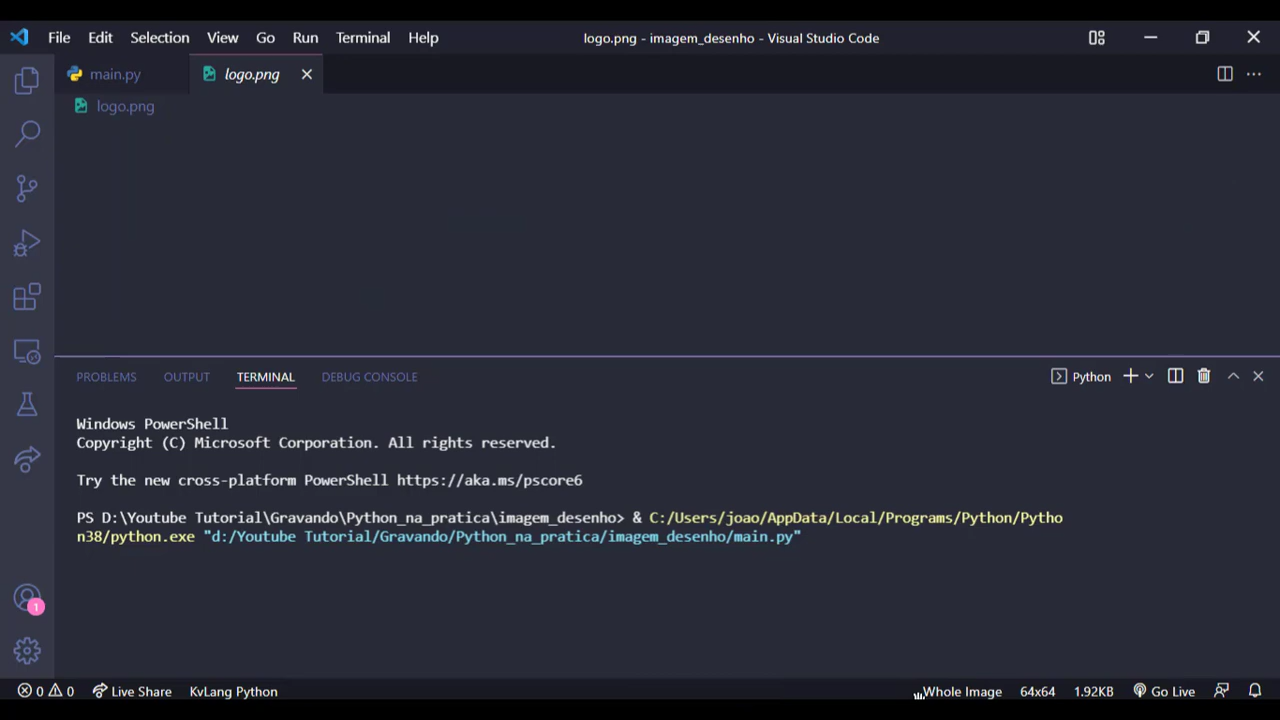 File Edit Selection View Go Run Terminal Help logo.png - imagem_desenho - Visual Studio Code
main.py logo.png
logo.png
PROBLEMS OUTPUT TERMINAL DEBUG CONSOLE Python
Windows PowerShell
Copyright (C) Microsoft Corporation. All rights reserved.
Try the new cross-platform PowerShell https://aka.ms/pscore6
PS D:\Youtube Tutorial\Gravando\Python_na_pratica\imagem_desenho> & C:/Users/joao/AppData/Local/Programs/Python/Pytho
n38/python.exe "d:/Youtube Tutorial/Gravando/Python_na_pratica/imagem_desenho/main.py"
1
0 0 Live Share KvLang Python Whole Image 64x64 1.92KB Go Live